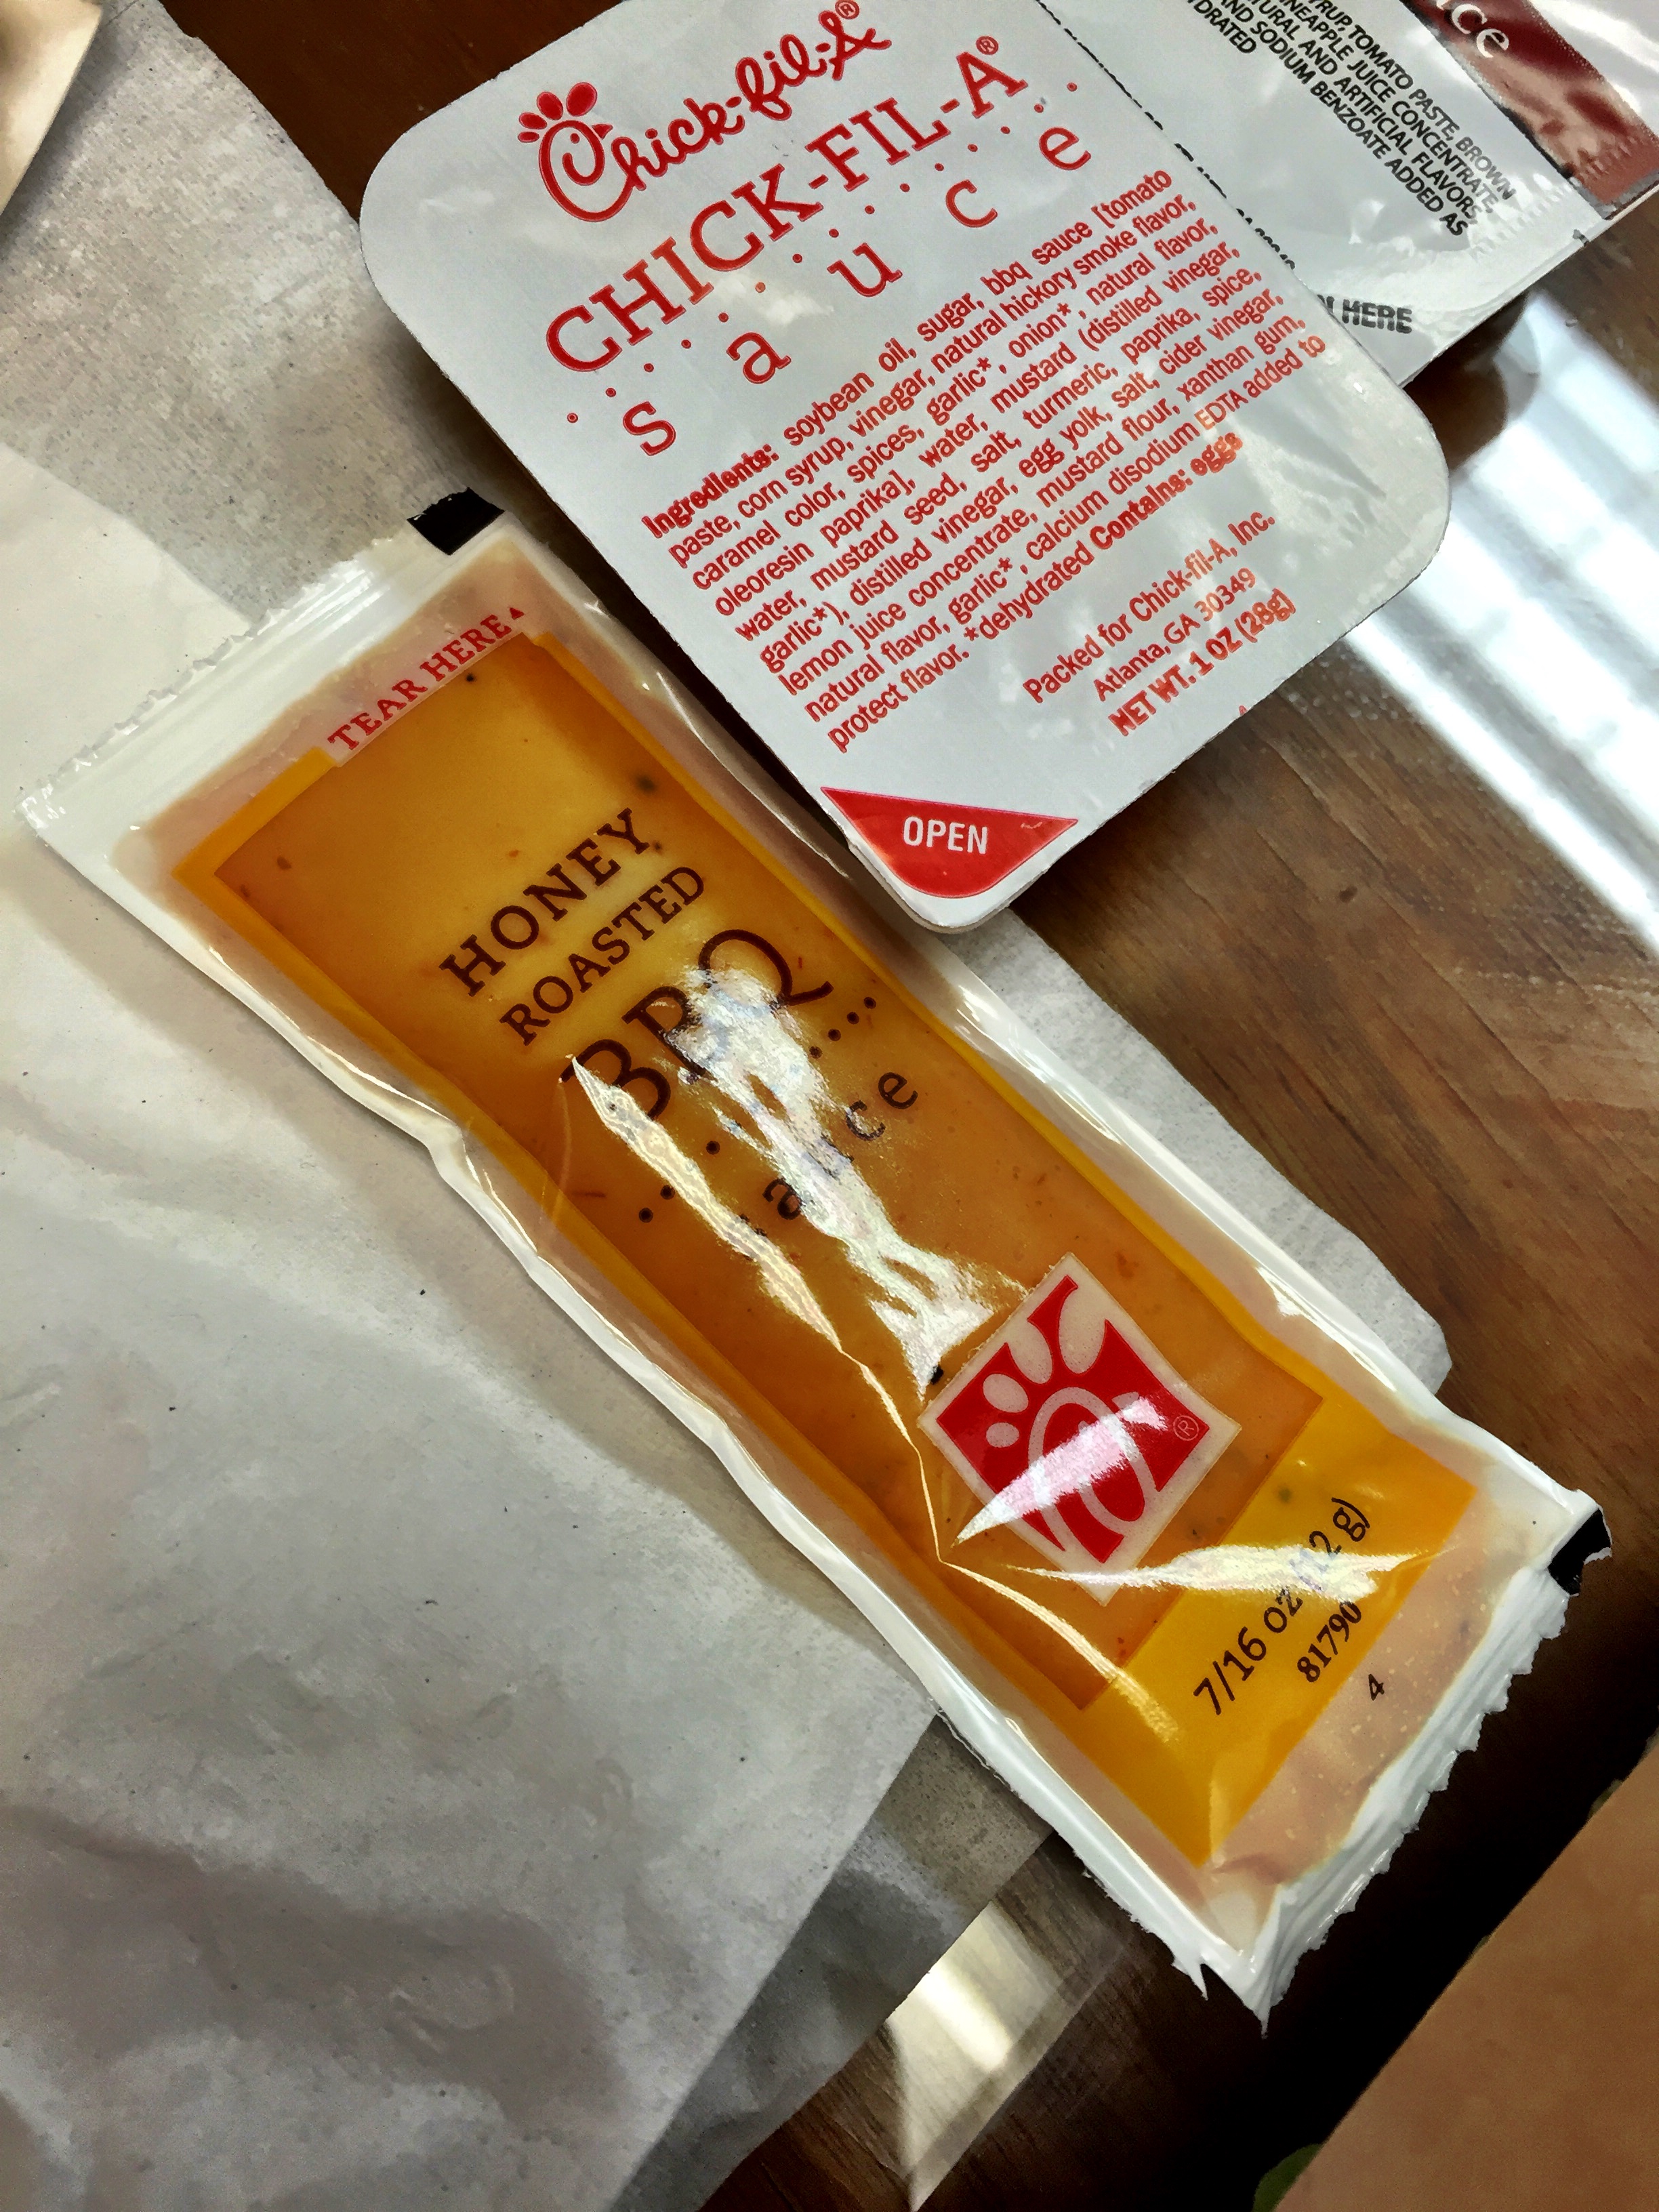 Chick-fil-A®
CHICK-FIL-A®
sauce
Ingredients: soybean oil, sugar, bbq sauce [tomato
paste, corn syrup, vinegar, natural hickory smoke flavor,
caramel color, spices, garlic*, onion*, natural flavor,
oleoresin paprika], water, mustard (distilled vinegar,
water, mustard seed, salt, turmeric, paprika, spice,
garlic*), distilled vinegar, egg yolk, salt, cider vinegar,
lemon juice concentrate, mustard flour, xanthan gum,
natural flavor, garlic*, calcium disodium EDTA added to
protect flavor. *dehydrated Contains: eggs
Packed for Chick-fil-A, Inc.
Atlanta, GA 30349
NET WT. 1 OZ (28g)
OPEN
TOMATO PASTE, BROWN
JUICE CONCENTRATE,
AND ARTIFICIAL FLAVORS,
AND SODIUM BENZOATE ADDED AS
HERE
TEAR HERE▲
HONEY
ROASTED
BBQ
sauce
®
7/16 oz (12 g)
81790
4